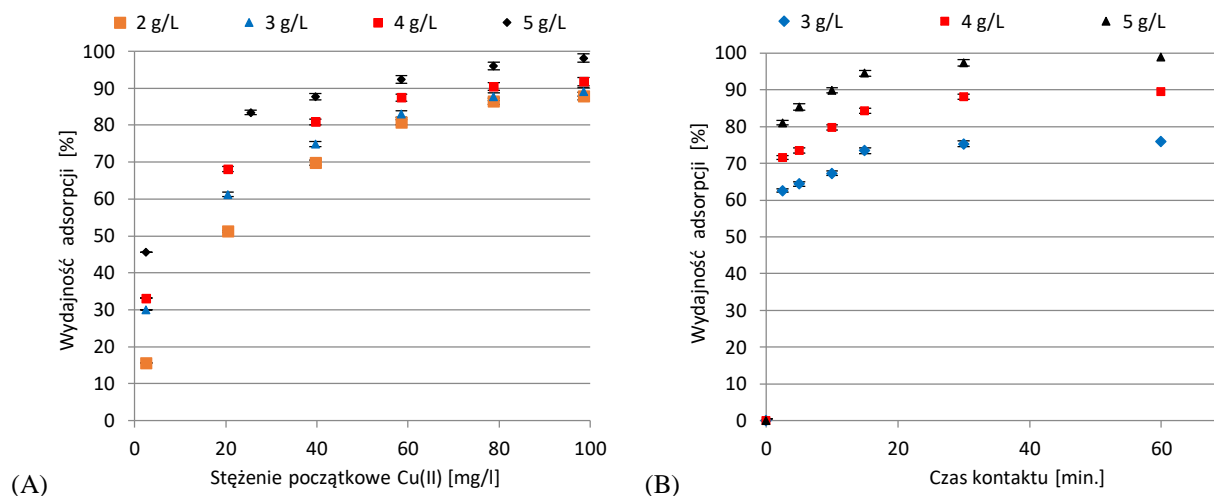 2 g/L 3 g/L 4 g/L 5 g/L
100
90
80
70
60
50
40
30
20
10
0
0 20 40 60 80 100
Wydajność adsorpcji [%]
Stężenie początkowe Cu(II) [mg/l]
(A)
3 g/L 4 g/L 5 g/L
100
90
80
70
60
50
40
30
20
10
0
0 20 40 60
Wydajność adsorpcji [%]
Czas kontaktu [min.]
(B)